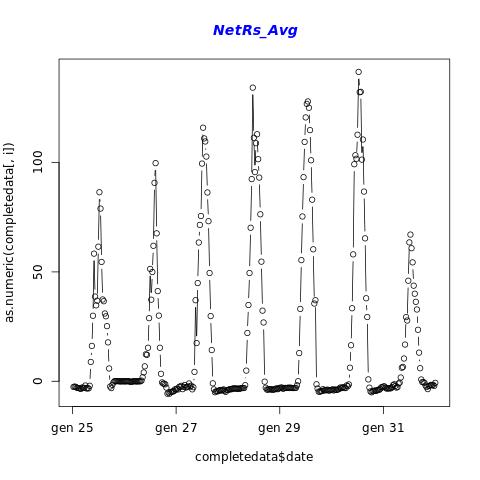 NetRs_Avg
as.numeric(completedata[, i])
100
50
0
gen 25
gen 27
gen 29
gen 31
completedata$date